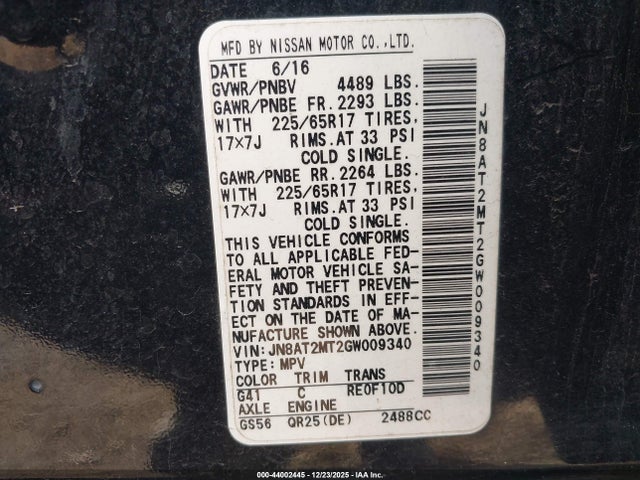 MFD BY NISSAN MOTOR CO.,LTD.
DATE 6/16
GVWR/PNBV 4489 LBS.
GAWR/PNBE FR. 2293 LBS.
WITH 225/65R17 TIRES,
17×7J RIMS.AT 33 PSI
COLD SINGLE.
GAWR/PNBE RR. 2264 LBS.
WITH 225/65R17 TIRES,
17×7J RIMS.AT 33 PSI
COLD SINGLE.
THIS VEHICLE CONFORMS
TO ALL APPLICABLE FED-
ERAL MOTOR VEHICLE SA-
FETY AND THEFT PREVEN-
TION STANDARDS IN EFF-
ECT ON THE DATE OF MA-
NUFACTURE SHOWN ABOVE.
VIN:JN8AT2MT2GW009340
TYPE:MPV
COLOR TRIM TRANS
G41 C RE0F10D
AXLE ENGINE
GS56 QR25(DE) 2488CC
JN8AT2MT2GW009340
000-44002445 - 12/23/2025 - IAA Inc.